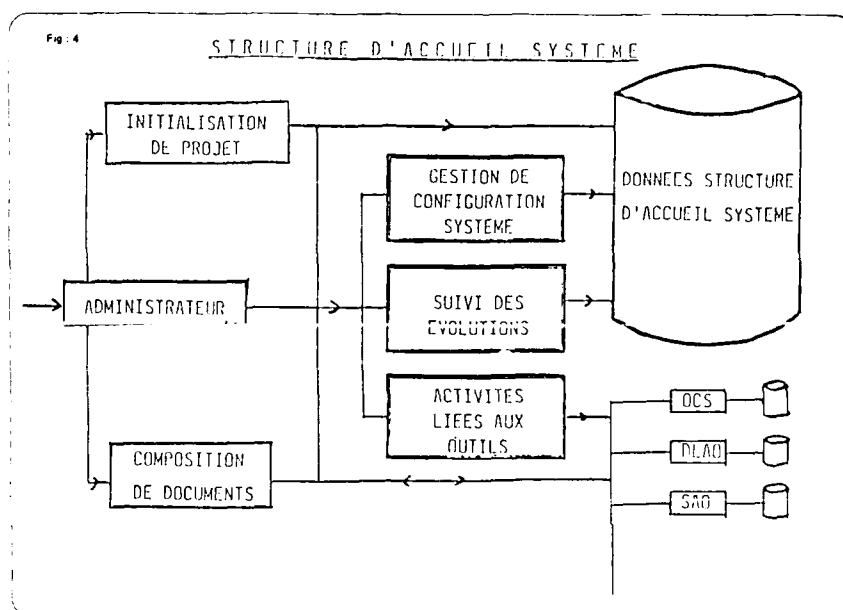 Fig : 4
STRUCTURE D'ACCUEIL SYSTEME
INITIALISATION
DE PROJET
GESTION DE
CONFIGURATION
SYSTEME
DONNEES STRUCTURE
D'ACCUEIL SYSTEME
ADMINISTRATEUR
SUIVI DES
EVOLUTIONS
ACTIVITES
LIEES AUX
OUTILS
OCS
DLAO
SAO
COMPOSITION
DE DOCUMENTS